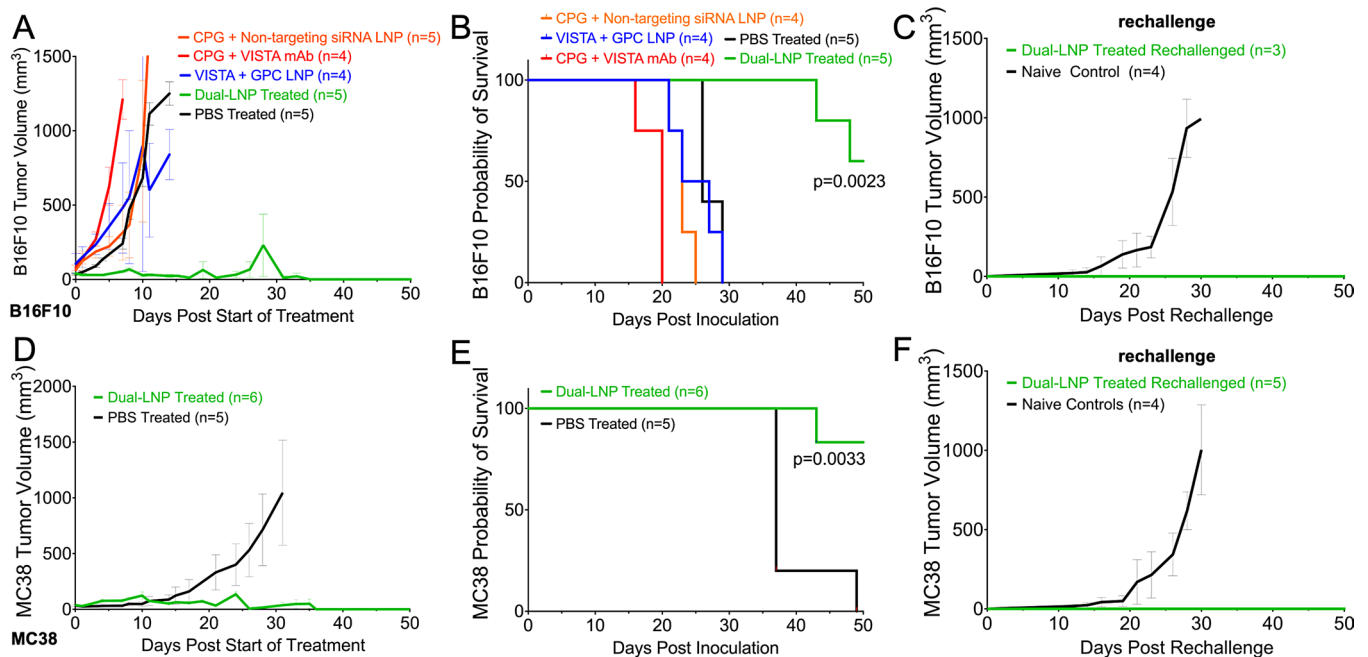 A
CPG + Non-targeting siRNA LNP (n=5)
CPG + VISTA mAb (n=4)
VISTA + GPC LNP (n=4)
Dual-LNP Treated (n=5)
PBS Treated (n=5)
B16F10 Tumor Volume (mm³)
1500
1000
500
0
0 10 20 30 40 50
Days Post Start of Treatment
B16F10
B
CPG + Non-targeting siRNA LNP (n=4)
VISTA + GPC LNP (n=4)
PBS Treated (n=5)
CPG + VISTA mAb (n=4)
Dual-LNP Treated (n=5)
B16F10 Probability of Survival
100
50
0
p=0.0023
0 10 20 30 40 50
Days Post Inoculation
C
rechallenge
Dual-LNP Treated Rechallenged (n=3)
Naive Control (n=4)
B16F10 Tumor Volume (mm³)
1500
1000
500
0
0 10 20 30 40 50
Days Post Rechallenge
D
Dual-LNP Treated (n=6)
PBS Treated (n=5)
MC38 Tumor Volume (mm³)
2000
1500
1000
500
0
0 10 20 30 40 50
Days Post Start of Treatment
MC38
E
Dual-LNP Treated (n=6)
PBS Treated (n=5)
MC38 Probability of Survival
100
50
0
p=0.0033
0 10 20 30 40 50
Days Post Inoculation
F
rechallenge
Dual-LNP Treated Rechallenged (n=5)
Naive Controls (n=4)
MC38 Tumor Volume (mm³)
1500
1000
500
0
0 10 20 30 40 50
Days Post Rechallenge